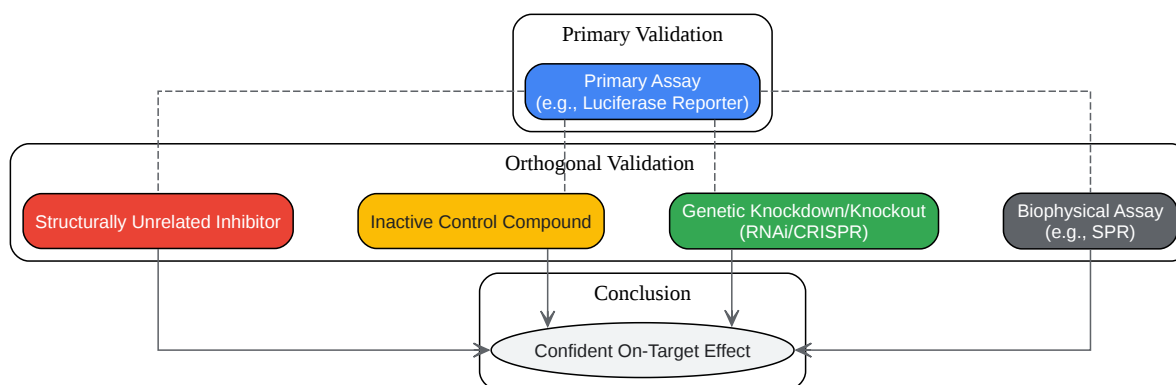 Primary Validation
Primary Assay
(e.g., Luciferase Reporter)
Orthogonal Validation
Structurally Unrelated Inhibitor
Inactive Control Compound
Genetic Knockdown/Knockout
(RNAi/CRISPR)
Biophysical Assay
(e.g., SPR)
Conclusion
Confident On-Target Effect